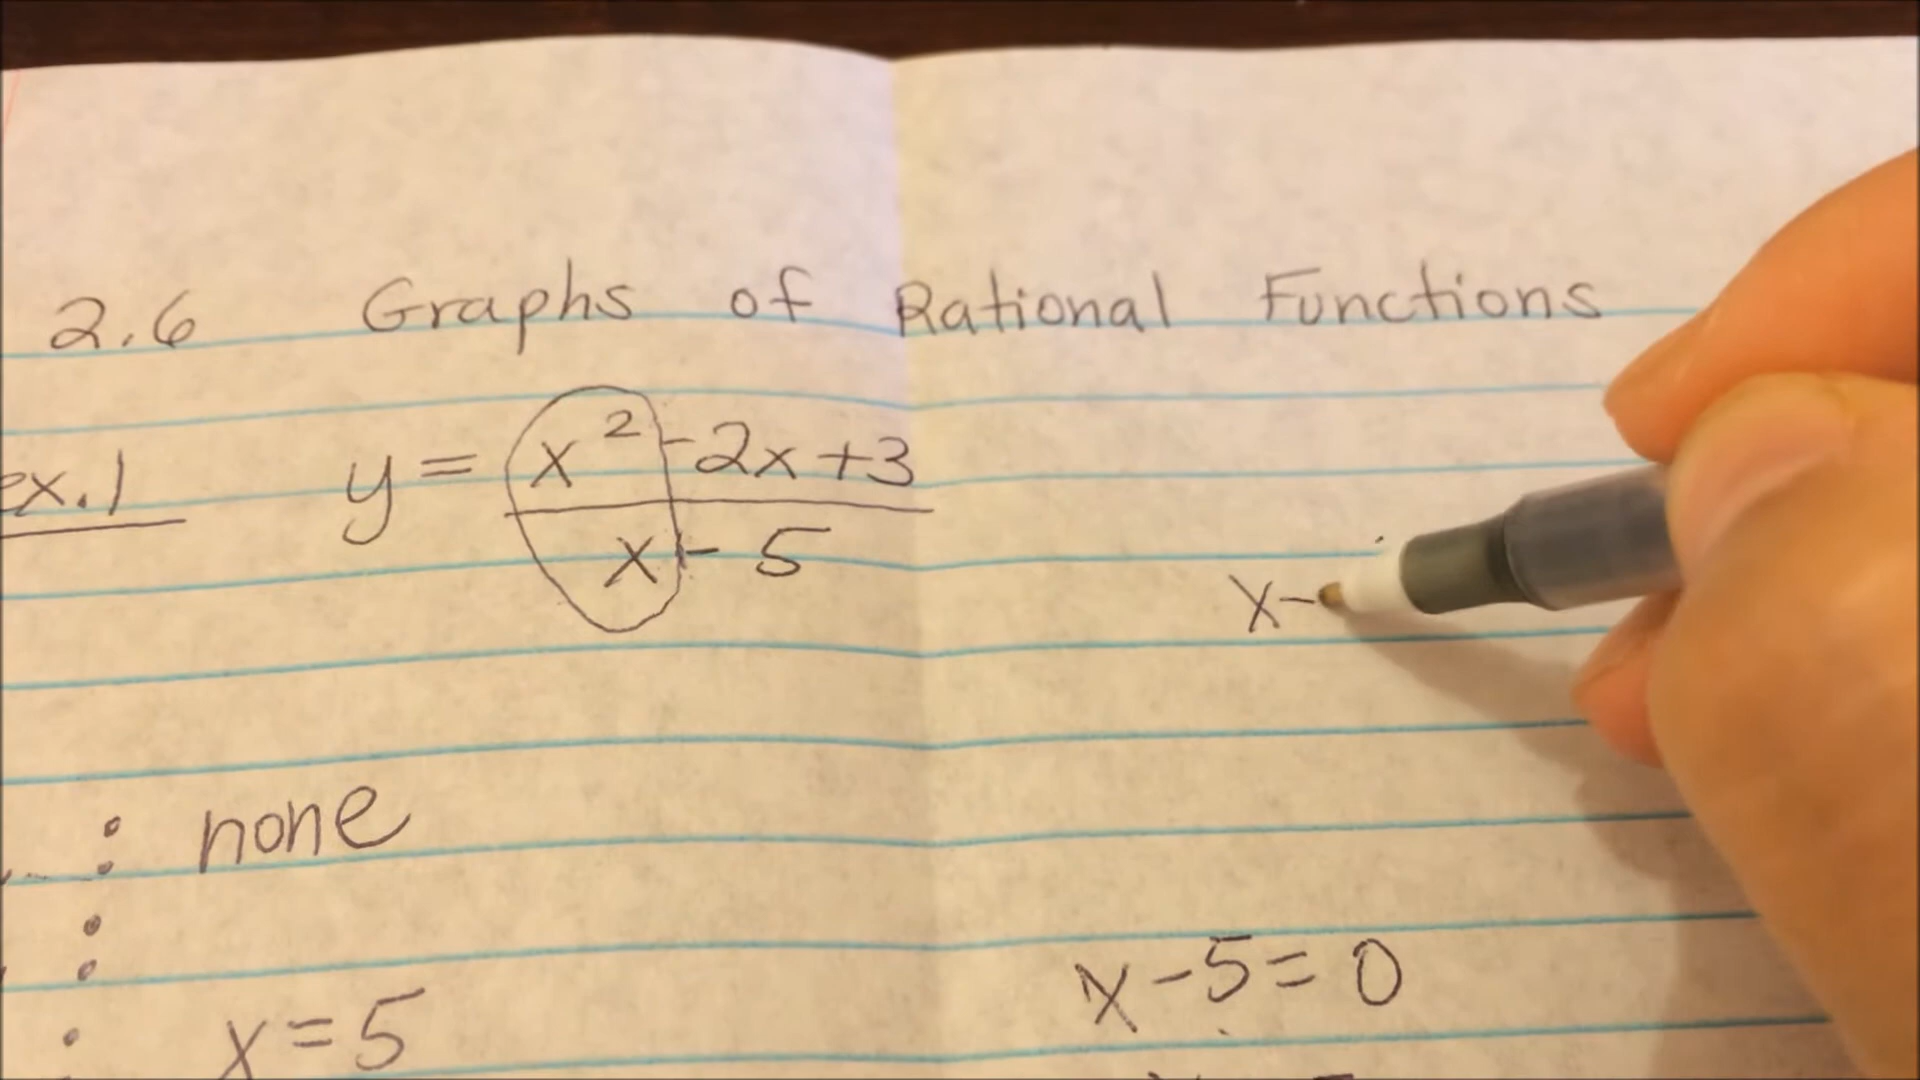 2.6 Graphs of Rational Functions
ex.1 y = x²-2x+3
x - 5
x-
: none
:
x-5=0
: x=5